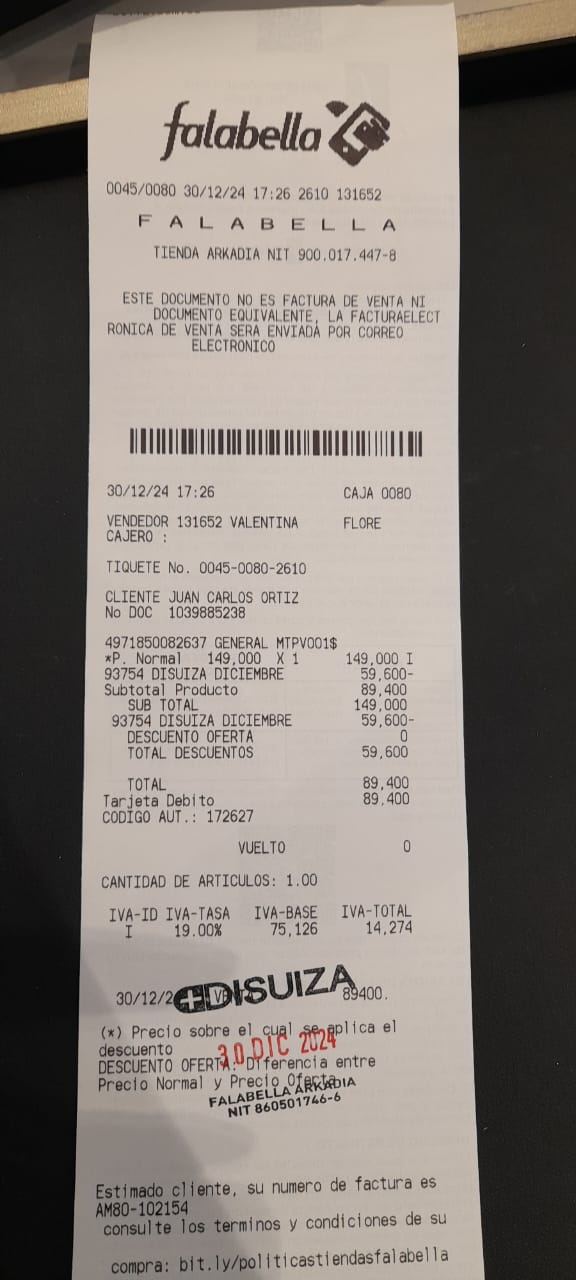 falabella
0045/0080 30/12/24 17:26 2610 131652
F A L A B E L L A
TIENDA ARKADIA NIT 900.017.447-8
ESTE DOCUMENTO NO ES FACTURA DE VENTA NI
DOCUMENTO EQUIVALENTE, LA FACTURAELECT
RONICA DE VENTA SERA ENVIADA POR CORREO
ELECTRONICO
30/12/24 17:26 CAJA 0080
VENDEDOR 131652 VALENTINA FLORE
CAJERO :
TIQUETE No. 0045-0080-2610
CLIENTE JUAN CARLOS ORTIZ
No DOC 1039885238
4971850082637 GENERAL MTPV001$
*P. Normal 149,000 X 1 149,000 I
93754 DISUIZA DICIEMBRE 59,600-
Subtotal Producto 89,400
SUB TOTAL 149,000
93754 DISUIZA DICIEMBRE 59,600-
DESCUENTO OFERTA 0
TOTAL DESCUENTOS 59,600
TOTAL 89,400
Tarjeta Debito 89,400
CODIGO AUT.: 172627
VUELTO 0
CANTIDAD DE ARTICULOS: 1.00
IVA-ID IVA-TASA IVA-BASE IVA-TOTAL
I 19.00% 75,126 14,274
DISUIZA
30/12/2 89400.
(*) Precio sobre el cual se aplica el
descuento
30 DIC 2024
DESCUENTO OFERTA: Diferencia entre
Precio Normal y Precio Oferta
FALABELLA ARKADIA
NIT 860501746-6
Estimado cliente, su numero de factura es
AM80-102154
consulte los terminos y condiciones de su
compra: bit.ly/politicastiendasfalabella